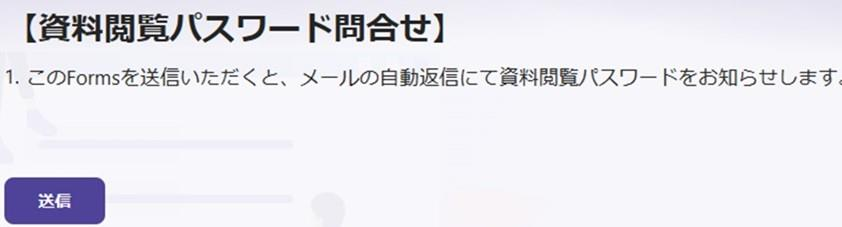 【資料閲覧パスワード問合せ】
1. このFormsを送信いただくと、メールの自動返信にて資料閲覧パスワードをお知らせします。
送信